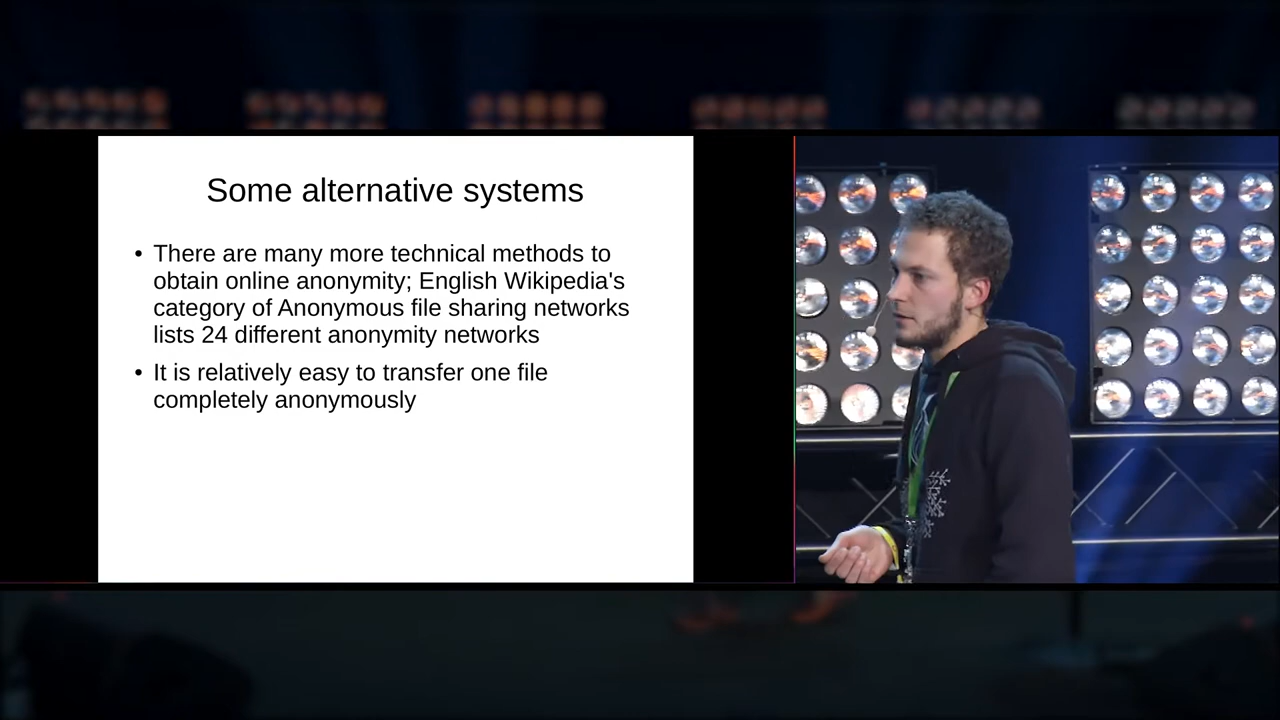 Some alternative systems
• There are many more technical methods to
obtain online anonymity; English Wikipedia's
category of Anonymous file sharing networks
lists 24 different anonymity networks
• It is relatively easy to transfer one file
completely anonymously